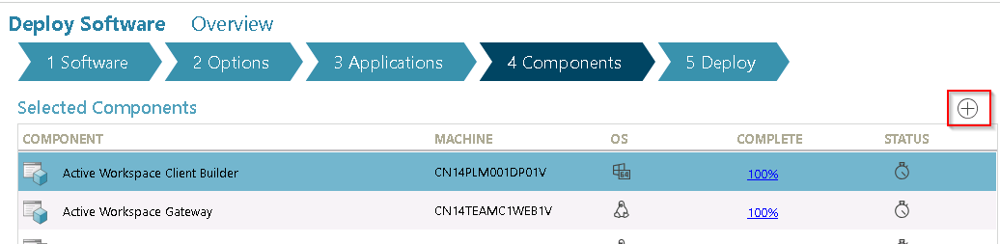 Deploy Software Overview
1 Software 2 Options 3 Applications 4 Components 5 Deploy
Selected Components
COMPONENT MACHINE OS COMPLETE STATUS
Active Workspace Client Builder CN14PLM001DP01V 64 100%
Active Workspace Gateway CN14TEAMC1WEB1V 100%